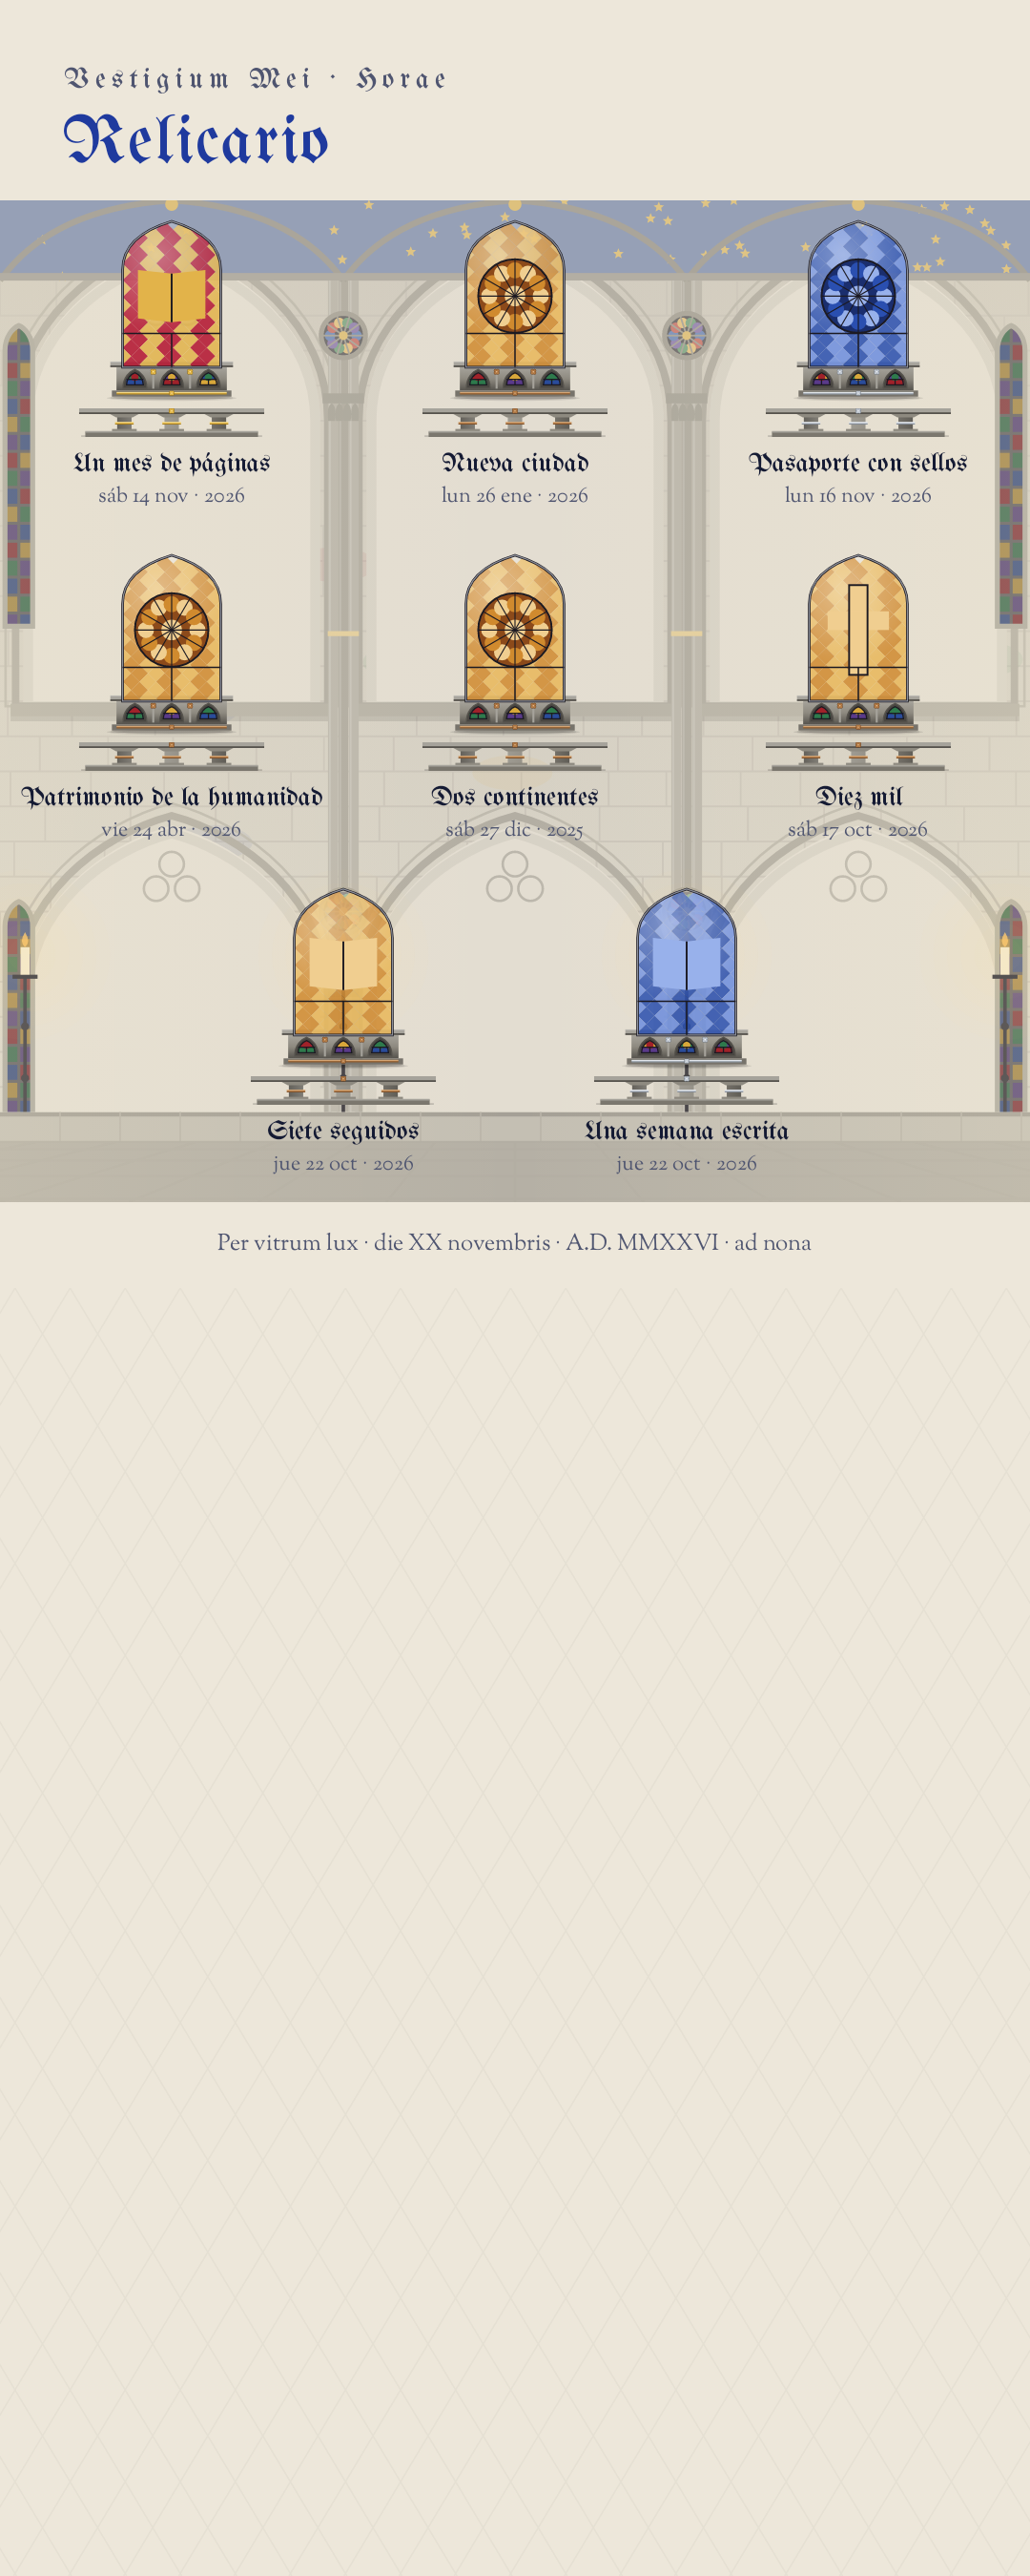 Vestigium Mei · Horae
Relicario
Un mes de páginas
sáb 14 nov · 2026
Nueva ciudad
lun 26 ene · 2026
Pasaporte con sellos
lun 16 nov · 2026
Patrimonio de la humanidad
vie 24 abr · 2026
Dos continentes
sáb 27 dic · 2025
Diez mil
sáb 17 oct · 2026
Siete seguidos
jue 22 oct · 2026
Una semana escrita
jue 22 oct · 2026
Per vitrum lux · die XX novembris · A.D. MMXXVI · ad nona